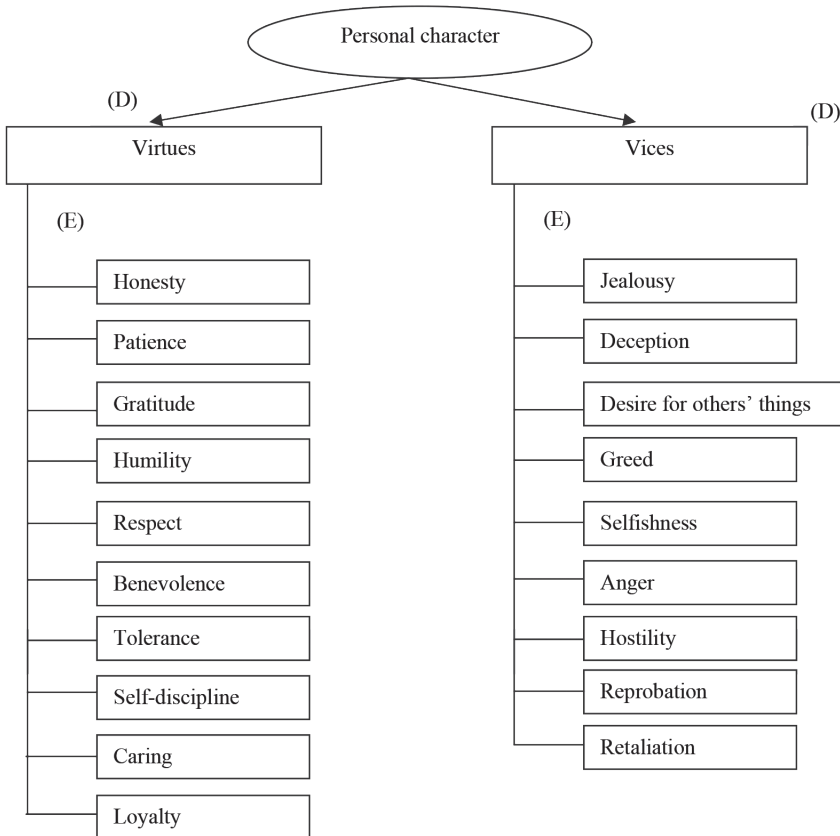 Personal character
(D)
(D)
Virtues
Vices
(E)
(E)
Honesty
Patience
Gratitude
Humility
Respect
Benevolence
Tolerance
Self-discipline
Caring
Loyalty
Jealousy
Deception
Desire for others’ things
Greed
Selfishness
Anger
Hostility
Reprobation
Retaliation